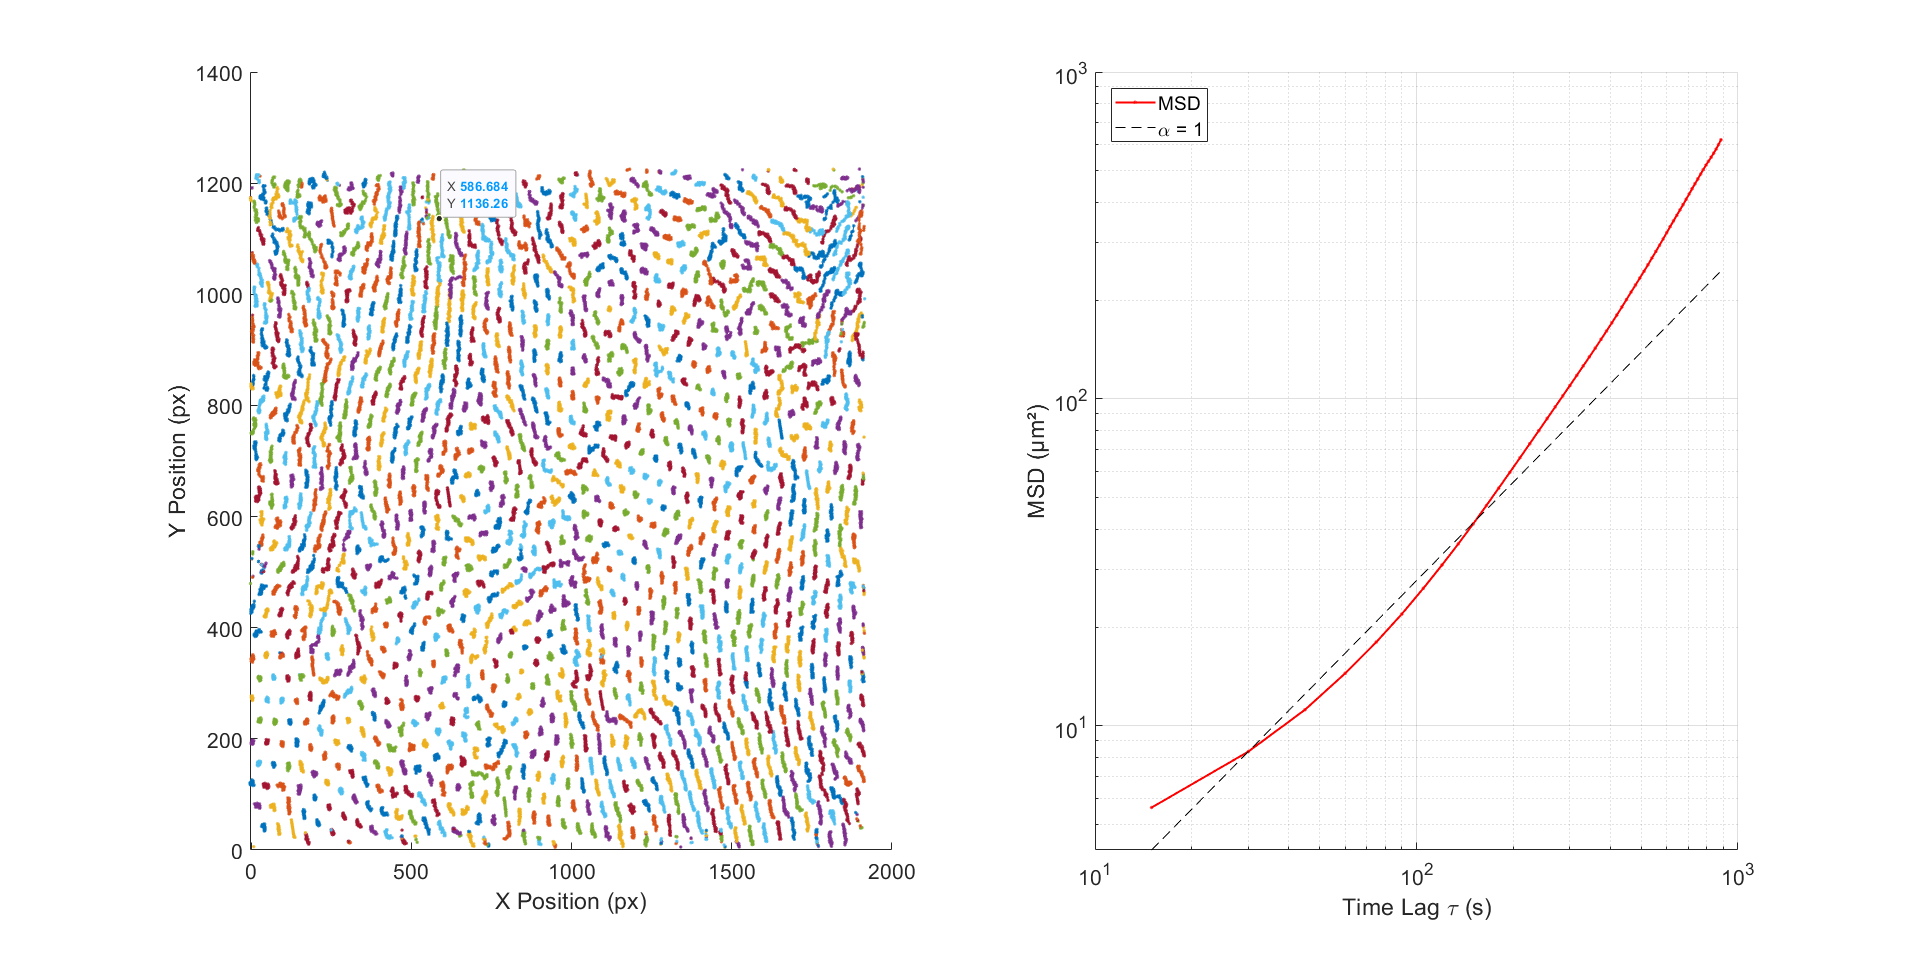 1400
1200
1000
800
600
400
200
0
Y Position (px)
X 586.684
Y 1136.26
0
500
1000
1500
2000
X Position (px)
10³
10²
10¹
MSD (µm²)
MSD
α = 1
10¹
10²
10³
Time Lag τ (s)